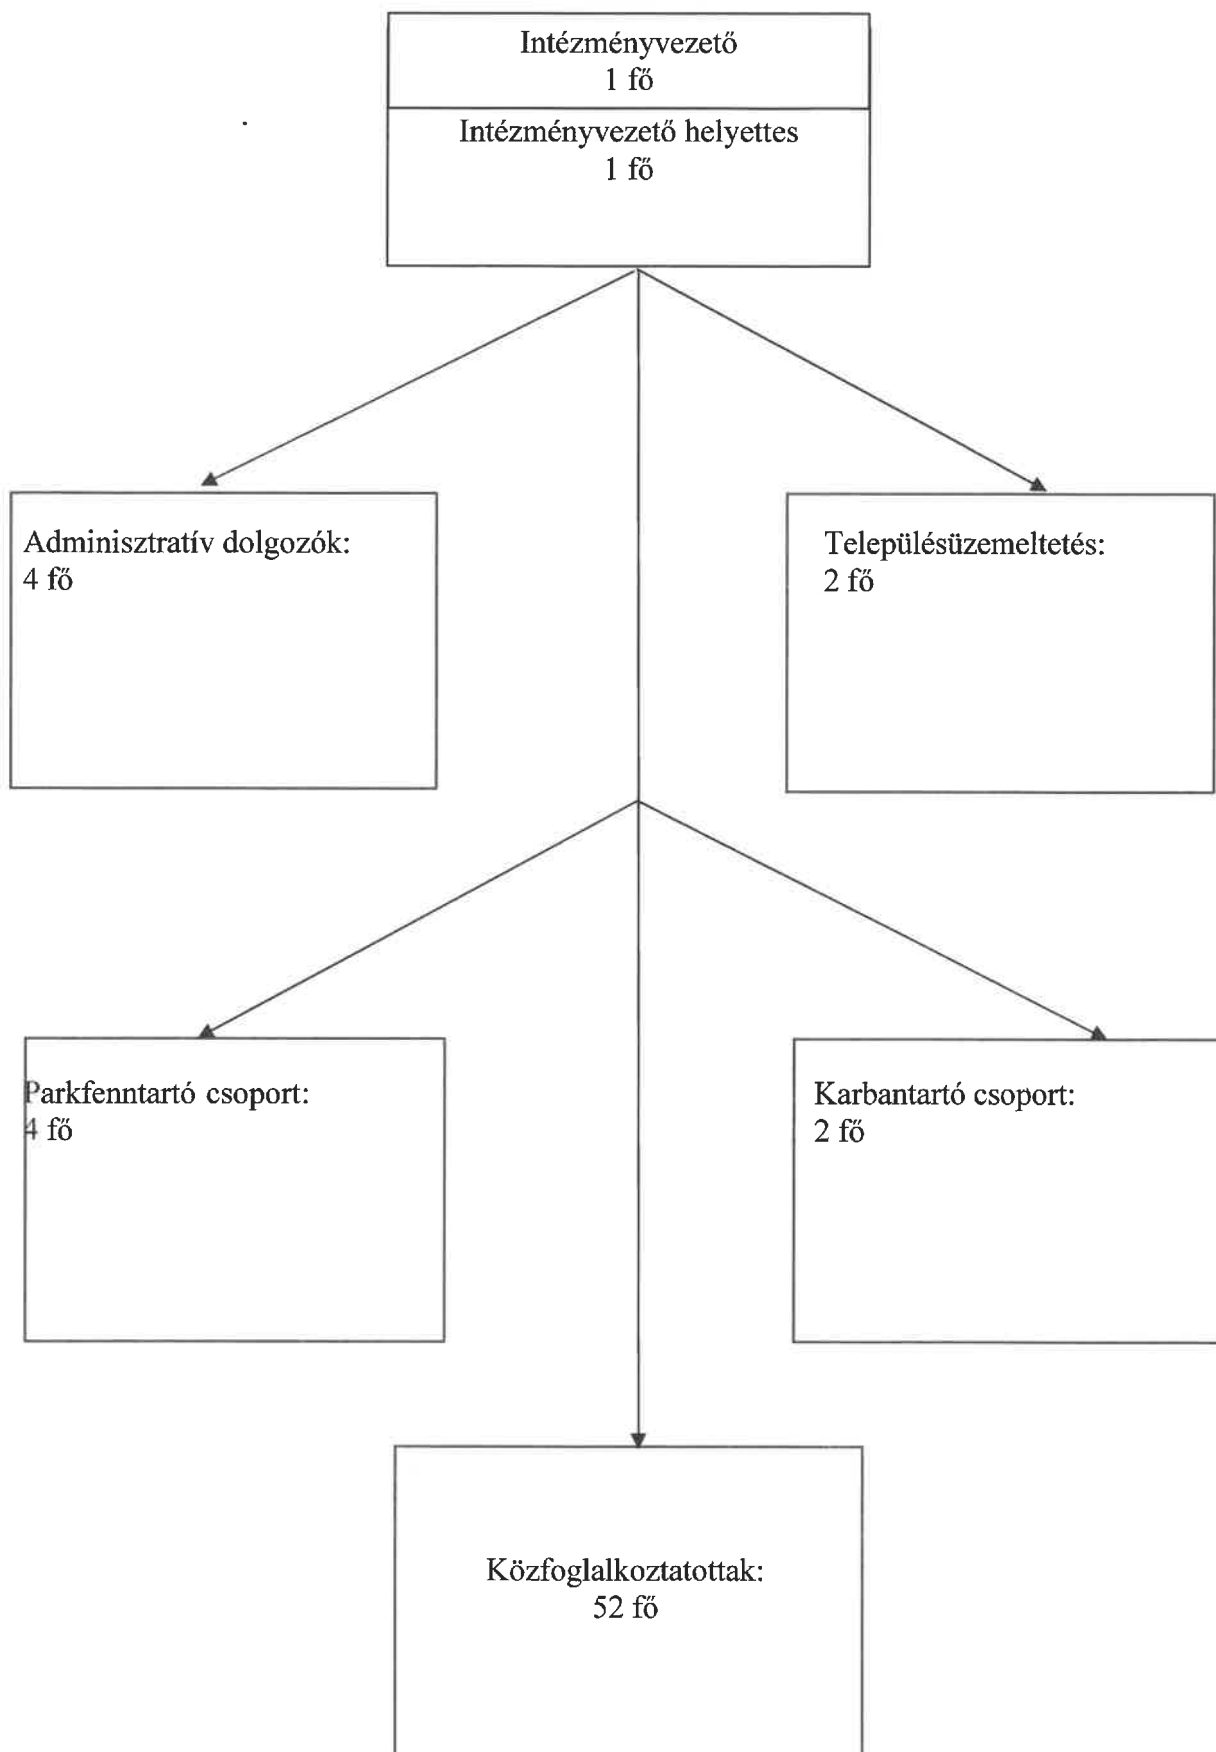 Intézményvezető
1 fő
Intézményvezető helyettes
1 fő
Adminisztratív dolgozók:
4 fő
Településüzemeltetés:
2 fő
Parkfenntartó csoport:
4 fő
Karbantartó csoport:
2 fő
Közfoglalkoztatottak:
52 fő